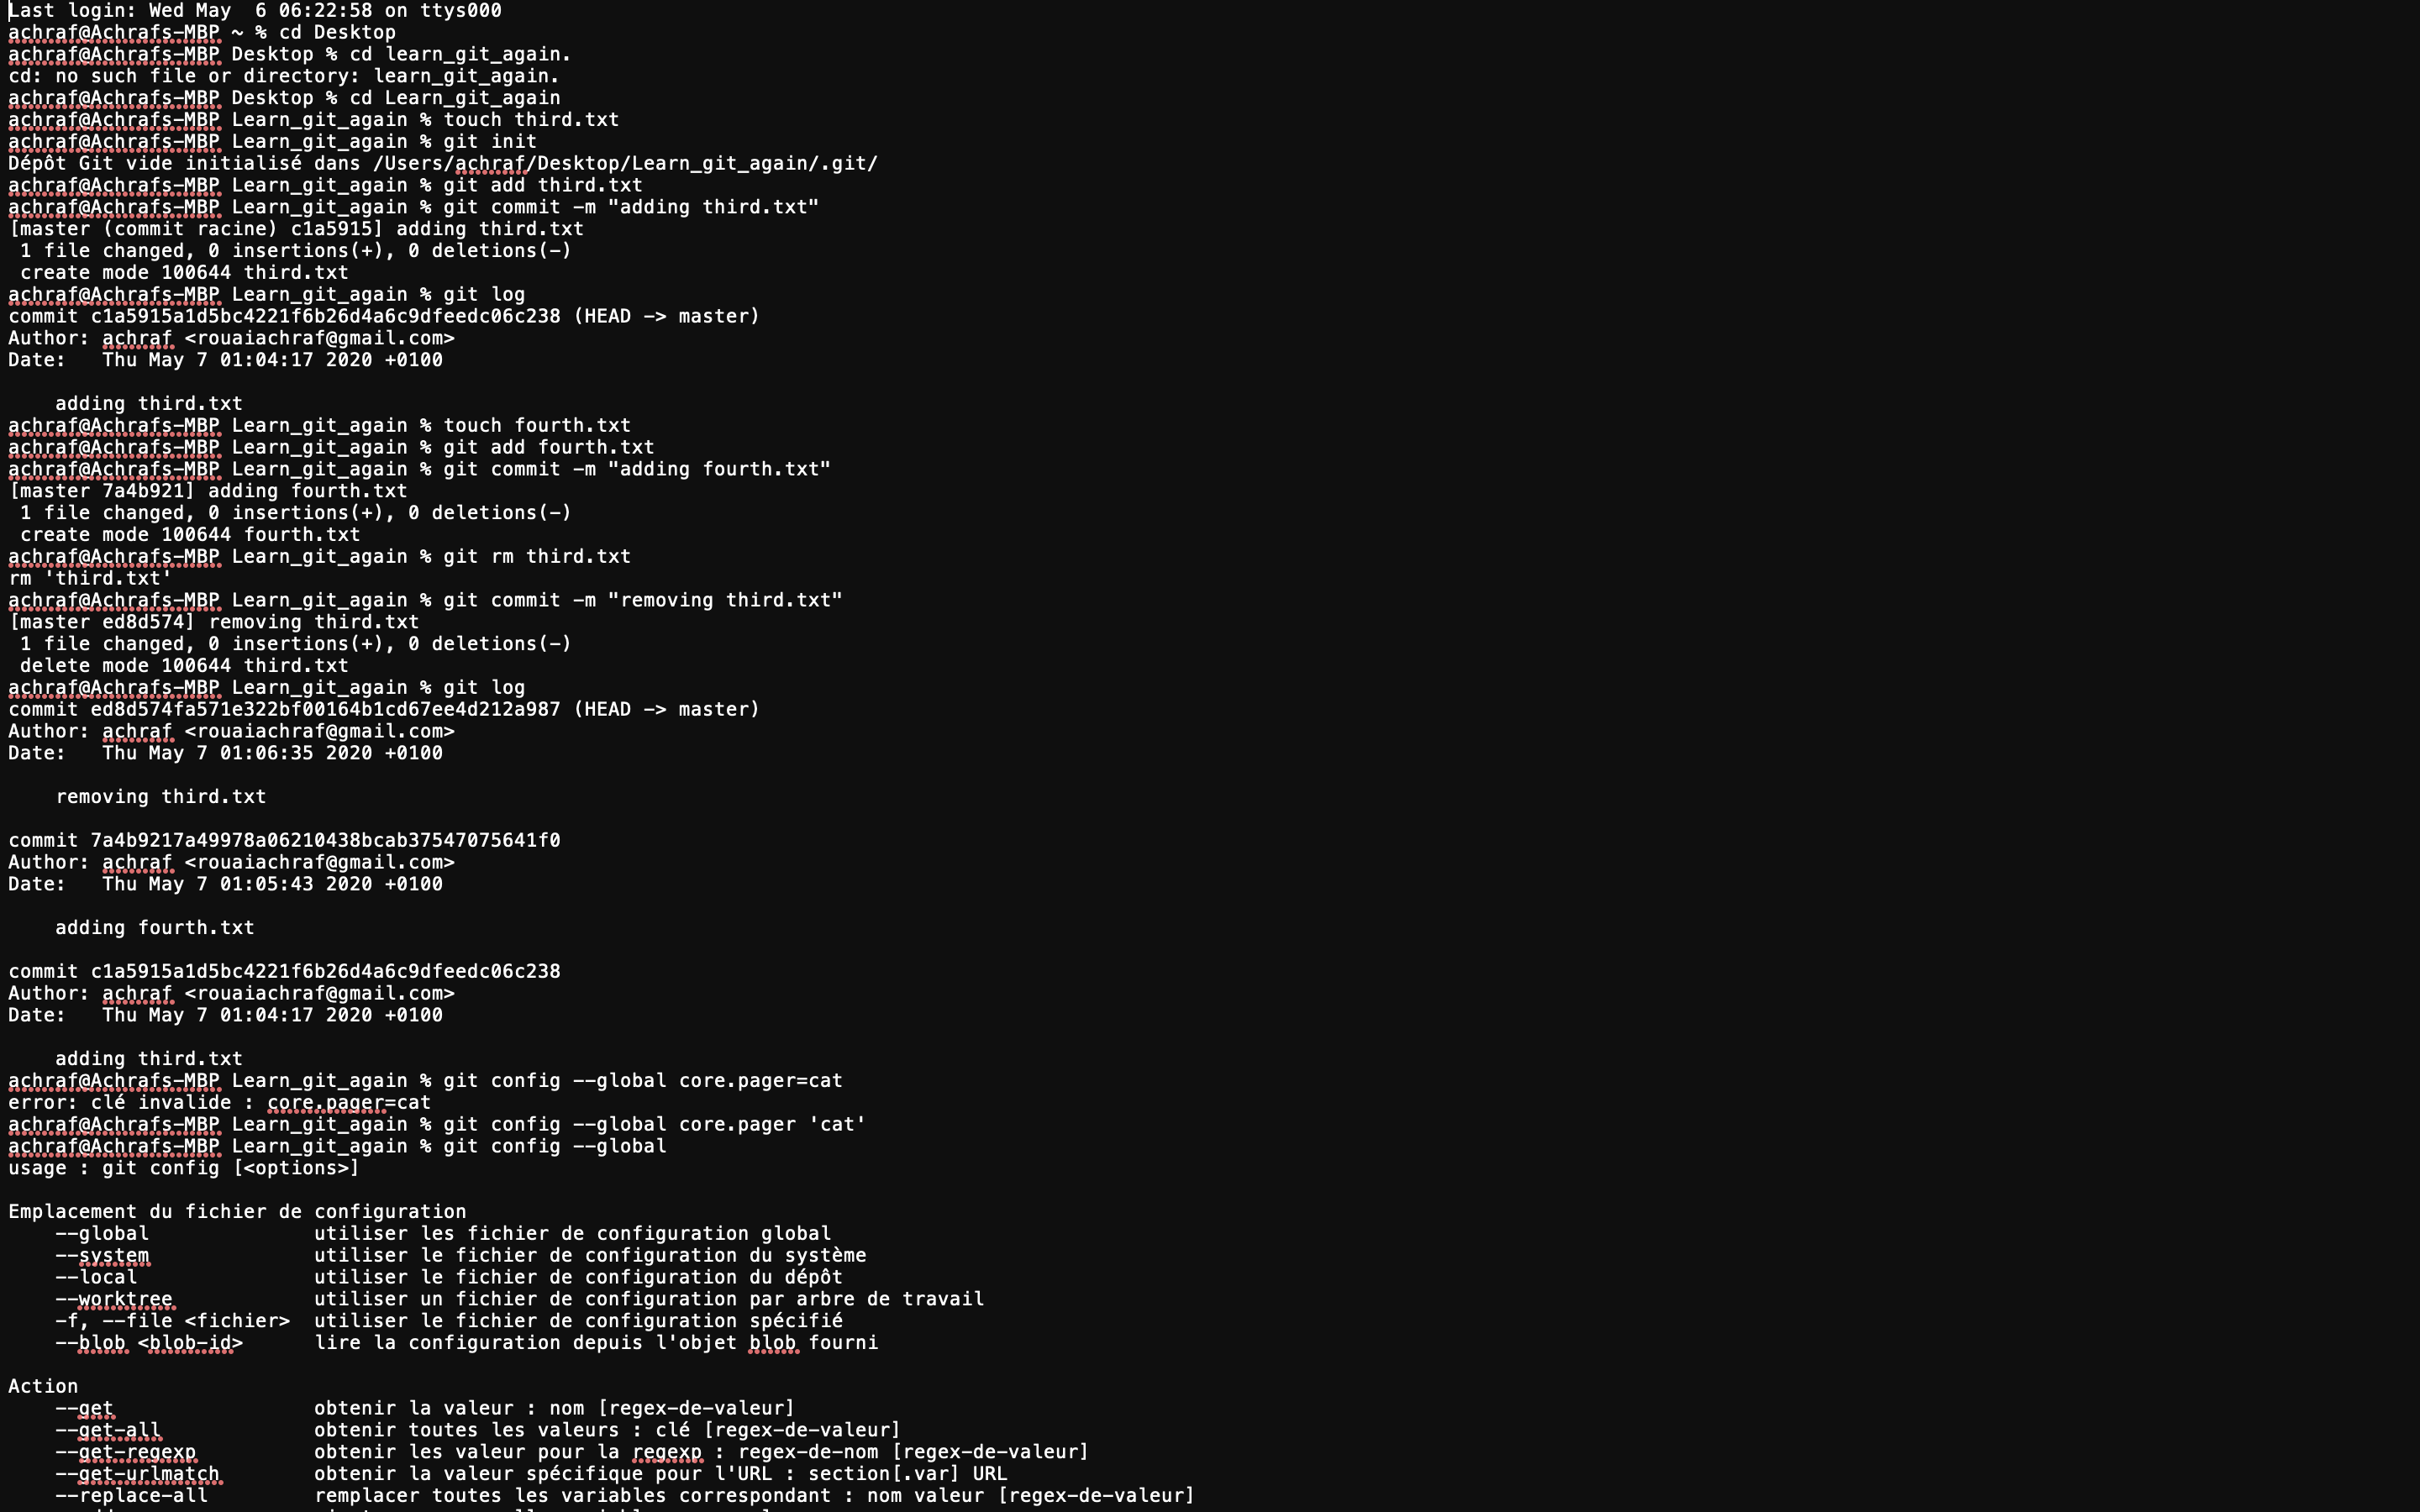 Last login: Wed May  6 06:22:58 on ttys000
achraf@Achrafs-MBP ~ % cd Desktop
achraf@Achrafs-MBP Desktop % cd learn_git_again.
cd: no such file or directory: learn_git_again.
achraf@Achrafs-MBP Desktop % cd Learn_git_again
achraf@Achrafs-MBP Learn_git_again % touch third.txt
achraf@Achrafs-MBP Learn_git_again % git init
Dépôt Git vide initialisé dans /Users/achraf/Desktop/Learn_git_again/.git/
achraf@Achrafs-MBP Learn_git_again % git add third.txt
achraf@Achrafs-MBP Learn_git_again % git commit -m "adding third.txt"
[master (commit racine) c1a5915] adding third.txt
 1 file changed, 0 insertions(+), 0 deletions(-)
 create mode 100644 third.txt
achraf@Achrafs-MBP Learn_git_again % git log
commit c1a5915a1d5bc4221f6b26d4a6c9dfeedc06c238 (HEAD -> master)
Author: achraf <rouaiachraf@gmail.com>
Date:   Thu May 7 01:04:17 2020 +0100

    adding third.txt
achraf@Achrafs-MBP Learn_git_again % touch fourth.txt
achraf@Achrafs-MBP Learn_git_again % git add fourth.txt
achraf@Achrafs-MBP Learn_git_again % git commit -m "adding fourth.txt"
[master 7a4b921] adding fourth.txt
 1 file changed, 0 insertions(+), 0 deletions(-)
 create mode 100644 fourth.txt
achraf@Achrafs-MBP Learn_git_again % git rm third.txt
rm 'third.txt'
achraf@Achrafs-MBP Learn_git_again % git commit -m "removing third.txt"
[master ed8d574] removing third.txt
 1 file changed, 0 insertions(+), 0 deletions(-)
 delete mode 100644 third.txt
achraf@Achrafs-MBP Learn_git_again % git log
commit ed8d574fa571e322bf00164b1cd67ee4d212a987 (HEAD -> master)
Author: achraf <rouaiachraf@gmail.com>
Date:   Thu May 7 01:06:35 2020 +0100

    removing third.txt

commit 7a4b9217a49978a06210438bcab37547075641f0
Author: achraf <rouaiachraf@gmail.com>
Date:   Thu May 7 01:05:43 2020 +0100

    adding fourth.txt

commit c1a5915a1d5bc4221f6b26d4a6c9dfeedc06c238
Author: achraf <rouaiachraf@gmail.com>
Date:   Thu May 7 01:04:17 2020 +0100

    adding third.txt
achraf@Achrafs-MBP Learn_git_again % git config --global core.pager=cat
error: clé invalide : core.pager=cat
achraf@Achrafs-MBP Learn_git_again % git config --global core.pager 'cat'
achraf@Achrafs-MBP Learn_git_again % git config --global
usage : git config [<options>]

Emplacement du fichier de configuration
    --global              utiliser les fichier de configuration global
    --system              utiliser le fichier de configuration du système
    --local               utiliser le fichier de configuration du dépôt
    --worktree            utiliser un fichier de configuration par arbre de travail
    -f, --file <fichier>  utiliser le fichier de configuration spécifié
    --blob <blob-id>      lire la configuration depuis l'objet blob fourni

Action
    --get                 obtenir la valeur : nom [regex-de-valeur]
    --get-all             obtenir toutes les valeurs : clé [regex-de-valeur]
    --get-regexp          obtenir les valeur pour la regexp : regex-de-nom [regex-de-valeur]
    --get-urlmatch        obtenir la valeur spécifique pour l'URL : section[.var] URL
    --replace-all         remplacer toutes les variables correspondant : nom valeur [regex-de-valeur]